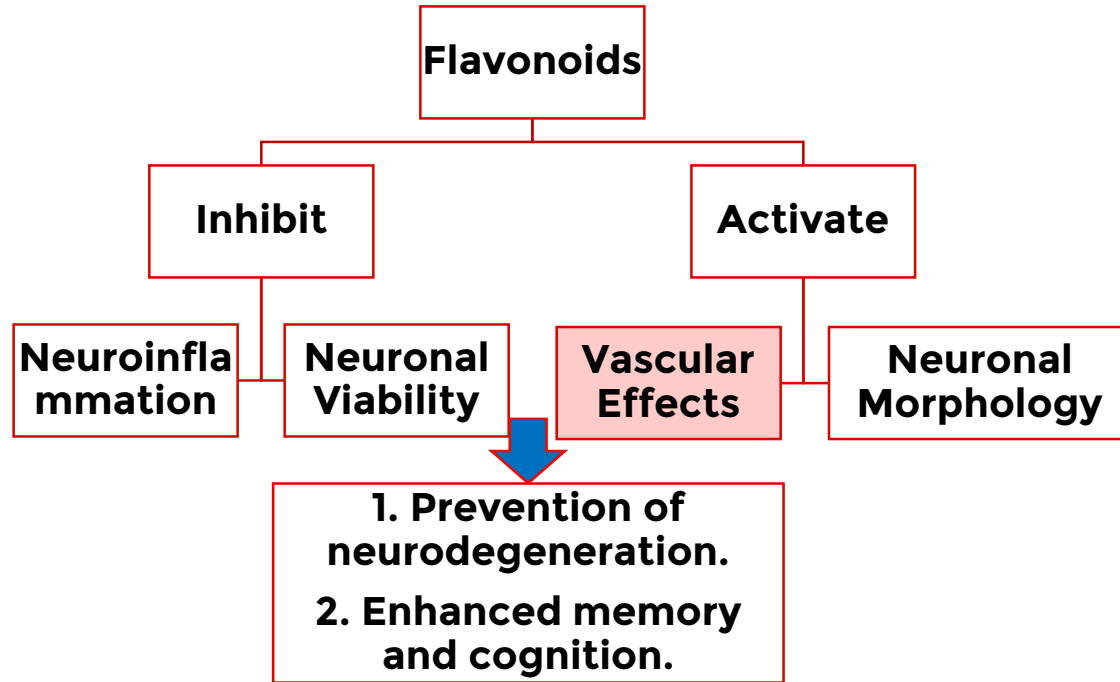 Flavonoids
Inhibit
Activate
Neuroinfla
mmation
Neuronal
Viability
Vascular
Effects
Neuronal
Morphology
1. Prevention of
neurodegeneration.
2. Enhanced memory
and cognition.